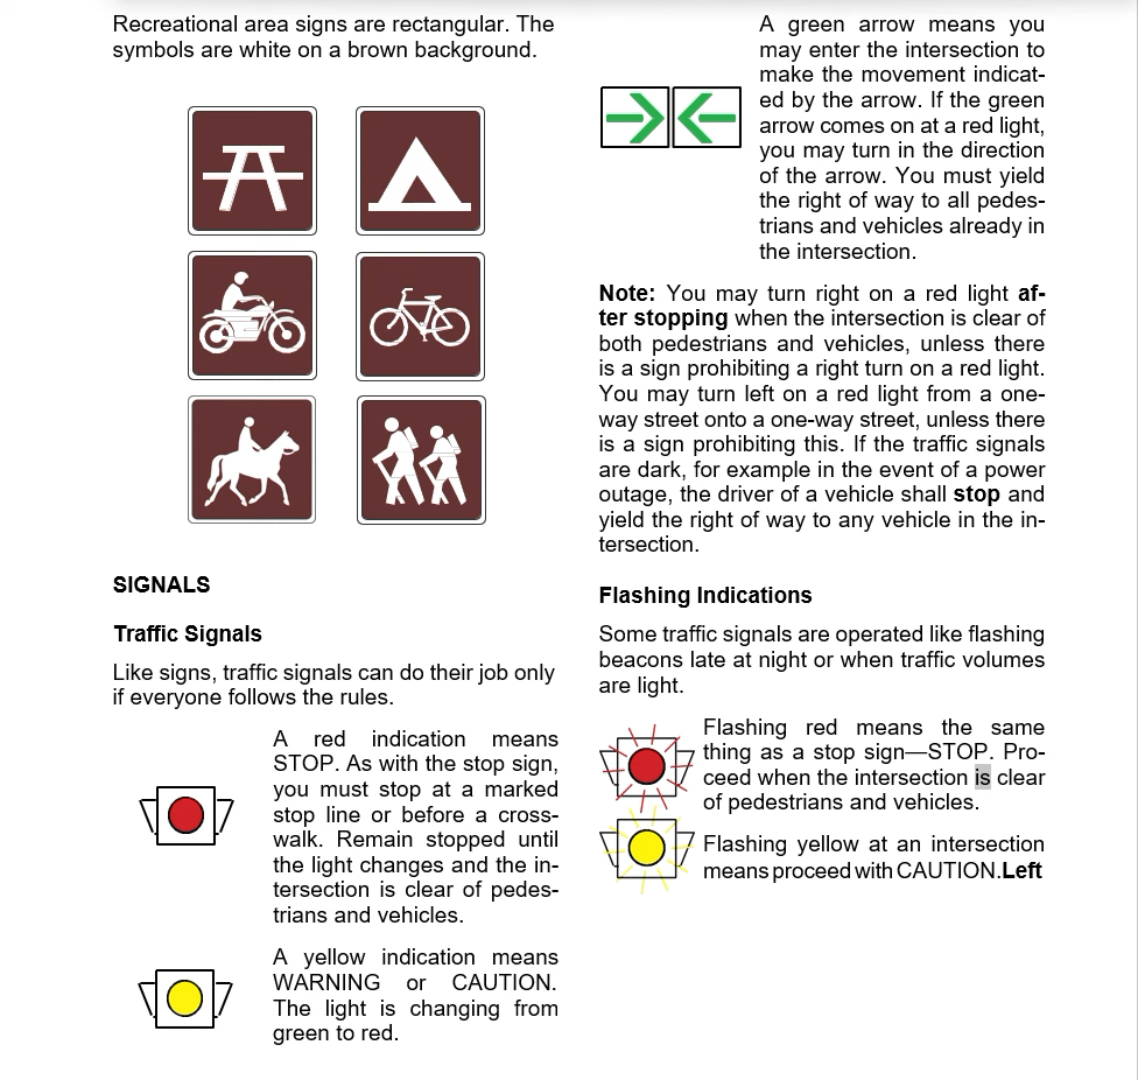 Recreational area signs are rectangular. The
symbols are white on a brown background.
SIGNALS
Traffic Signals
Like signs, traffic signals can do their job only
if everyone follows the rules.
A red indication means
STOP. As with the stop sign,
you must stop at a marked
stop line or before a cross-
walk. Remain stopped until
the light changes and the in-
tersection is clear of pedes-
trians and vehicles.
A yellow indication means
WARNING or CAUTION.
The light is changing from
green to red.
A green arrow means you
may enter the intersection to
make the movement indicat-
ed by the arrow. If the green
arrow comes on at a red light,
you may turn in the direction
of the arrow. You must yield
the right of way to all pedes-
trians and vehicles already in
the intersection.
Note: You may turn right on a red light af-
ter stopping when the intersection is clear of
both pedestrians and vehicles, unless there
is a sign prohibiting a right turn on a red light.
You may turn left on a red light from a one-
way street onto a one-way street, unless there
is a sign prohibiting this. If the traffic signals
are dark, for example in the event of a power
outage, the driver of a vehicle shall stop and
yield the right of way to any vehicle in the in-
tersection.
Flashing Indications
Some traffic signals are operated like flashing
beacons late at night or when traffic volumes
are light.
Flashing red means the same
thing as a stop sign—STOP. Pro-
ceed when the intersection is clear
of pedestrians and vehicles.
Flashing yellow at an intersection
means proceed with CAUTION.Left